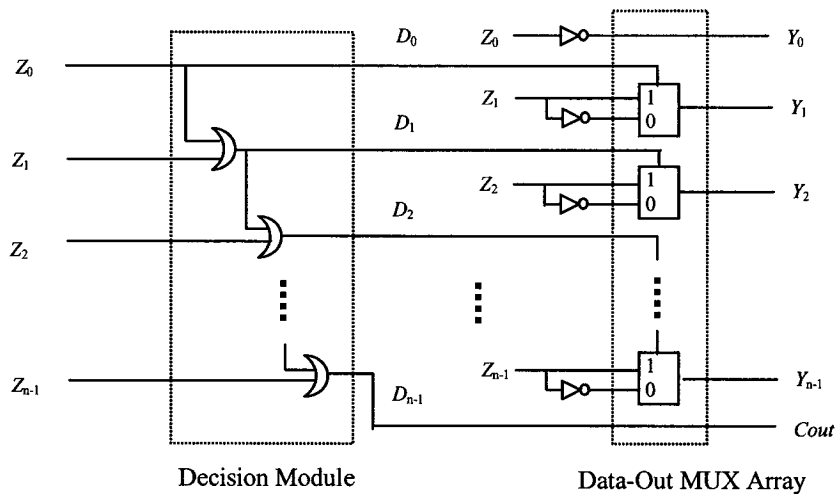 D₀ Z₀ Y₀
Z₀
Z₁ 1 Y₁
0
D₁
Z₁
Z₂ 1 Y₂
0
D₂
Z₂
Zₙ₋₁ 1 Yₙ₋₁
0
Zₙ₋₁
Dₙ₋₁
Cout
Decision Module Data-Out MUX Array